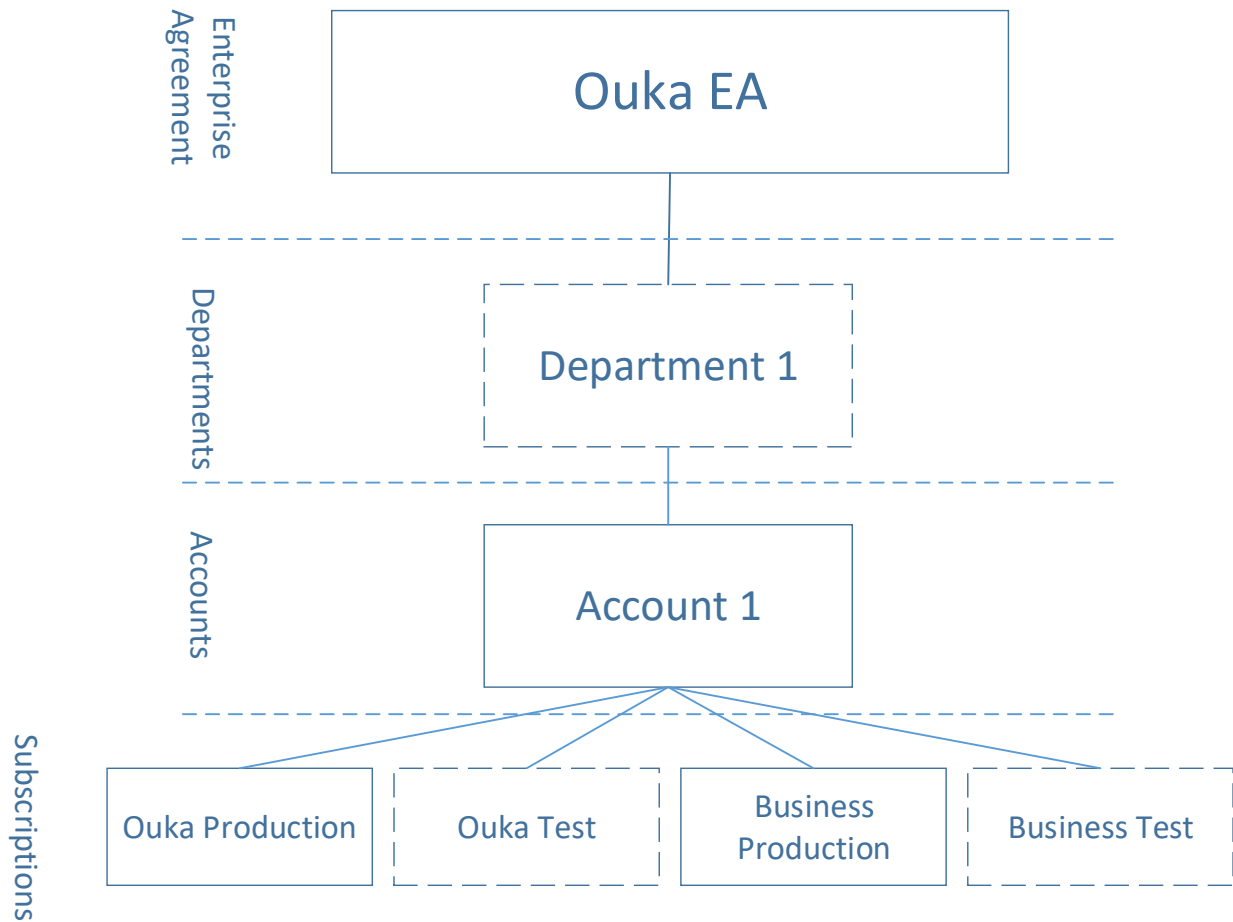 Enterprise
Agreement
Ouka EA
Departments
Department 1
Accounts
Account 1
Subscriptions
Ouka Production
Ouka Test
Business
Production
Business Test